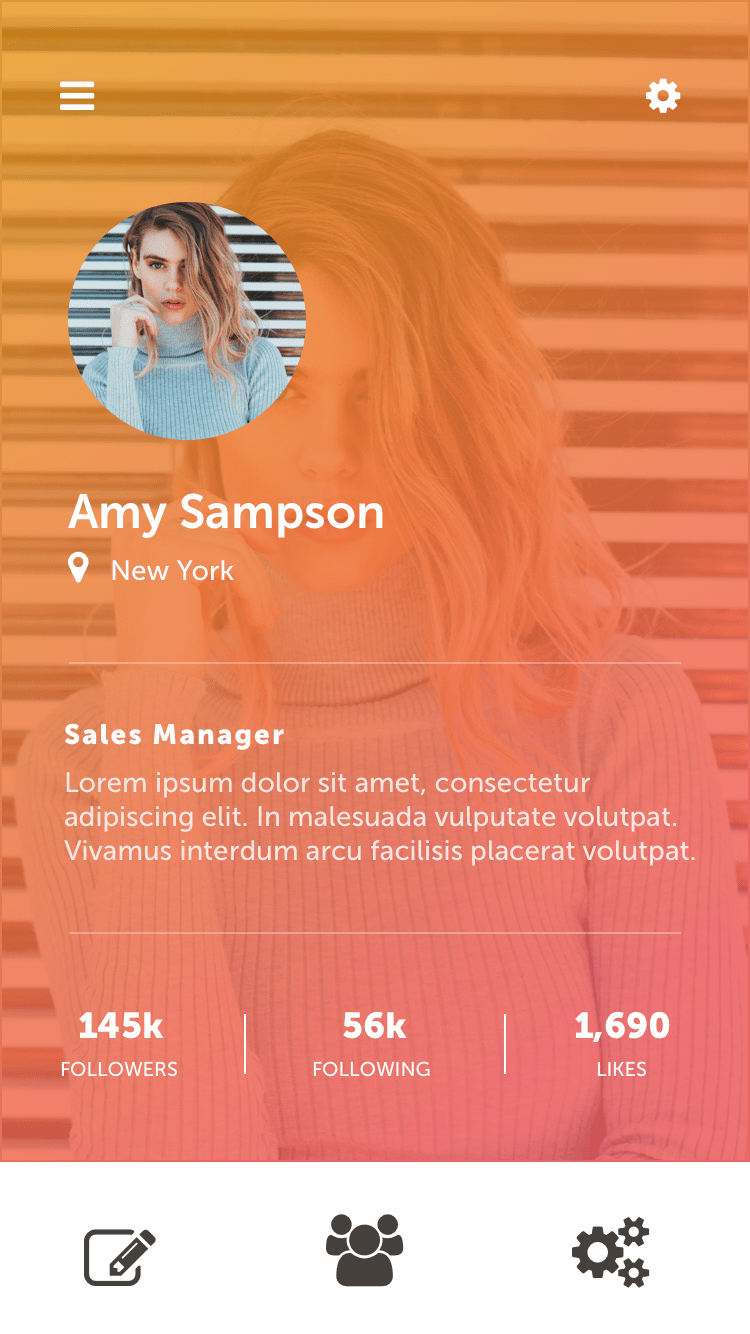 Amy Sampson
New York
Sales Manager
Lorem ipsum dolor sit amet, consectetur
adipiscing elit. In malesuada vulputate volutpat.
Vivamus interdum arcu facilisis placerat volutpat.
145k 56k 1,690
FOLLOWERS FOLLOWING LIKES